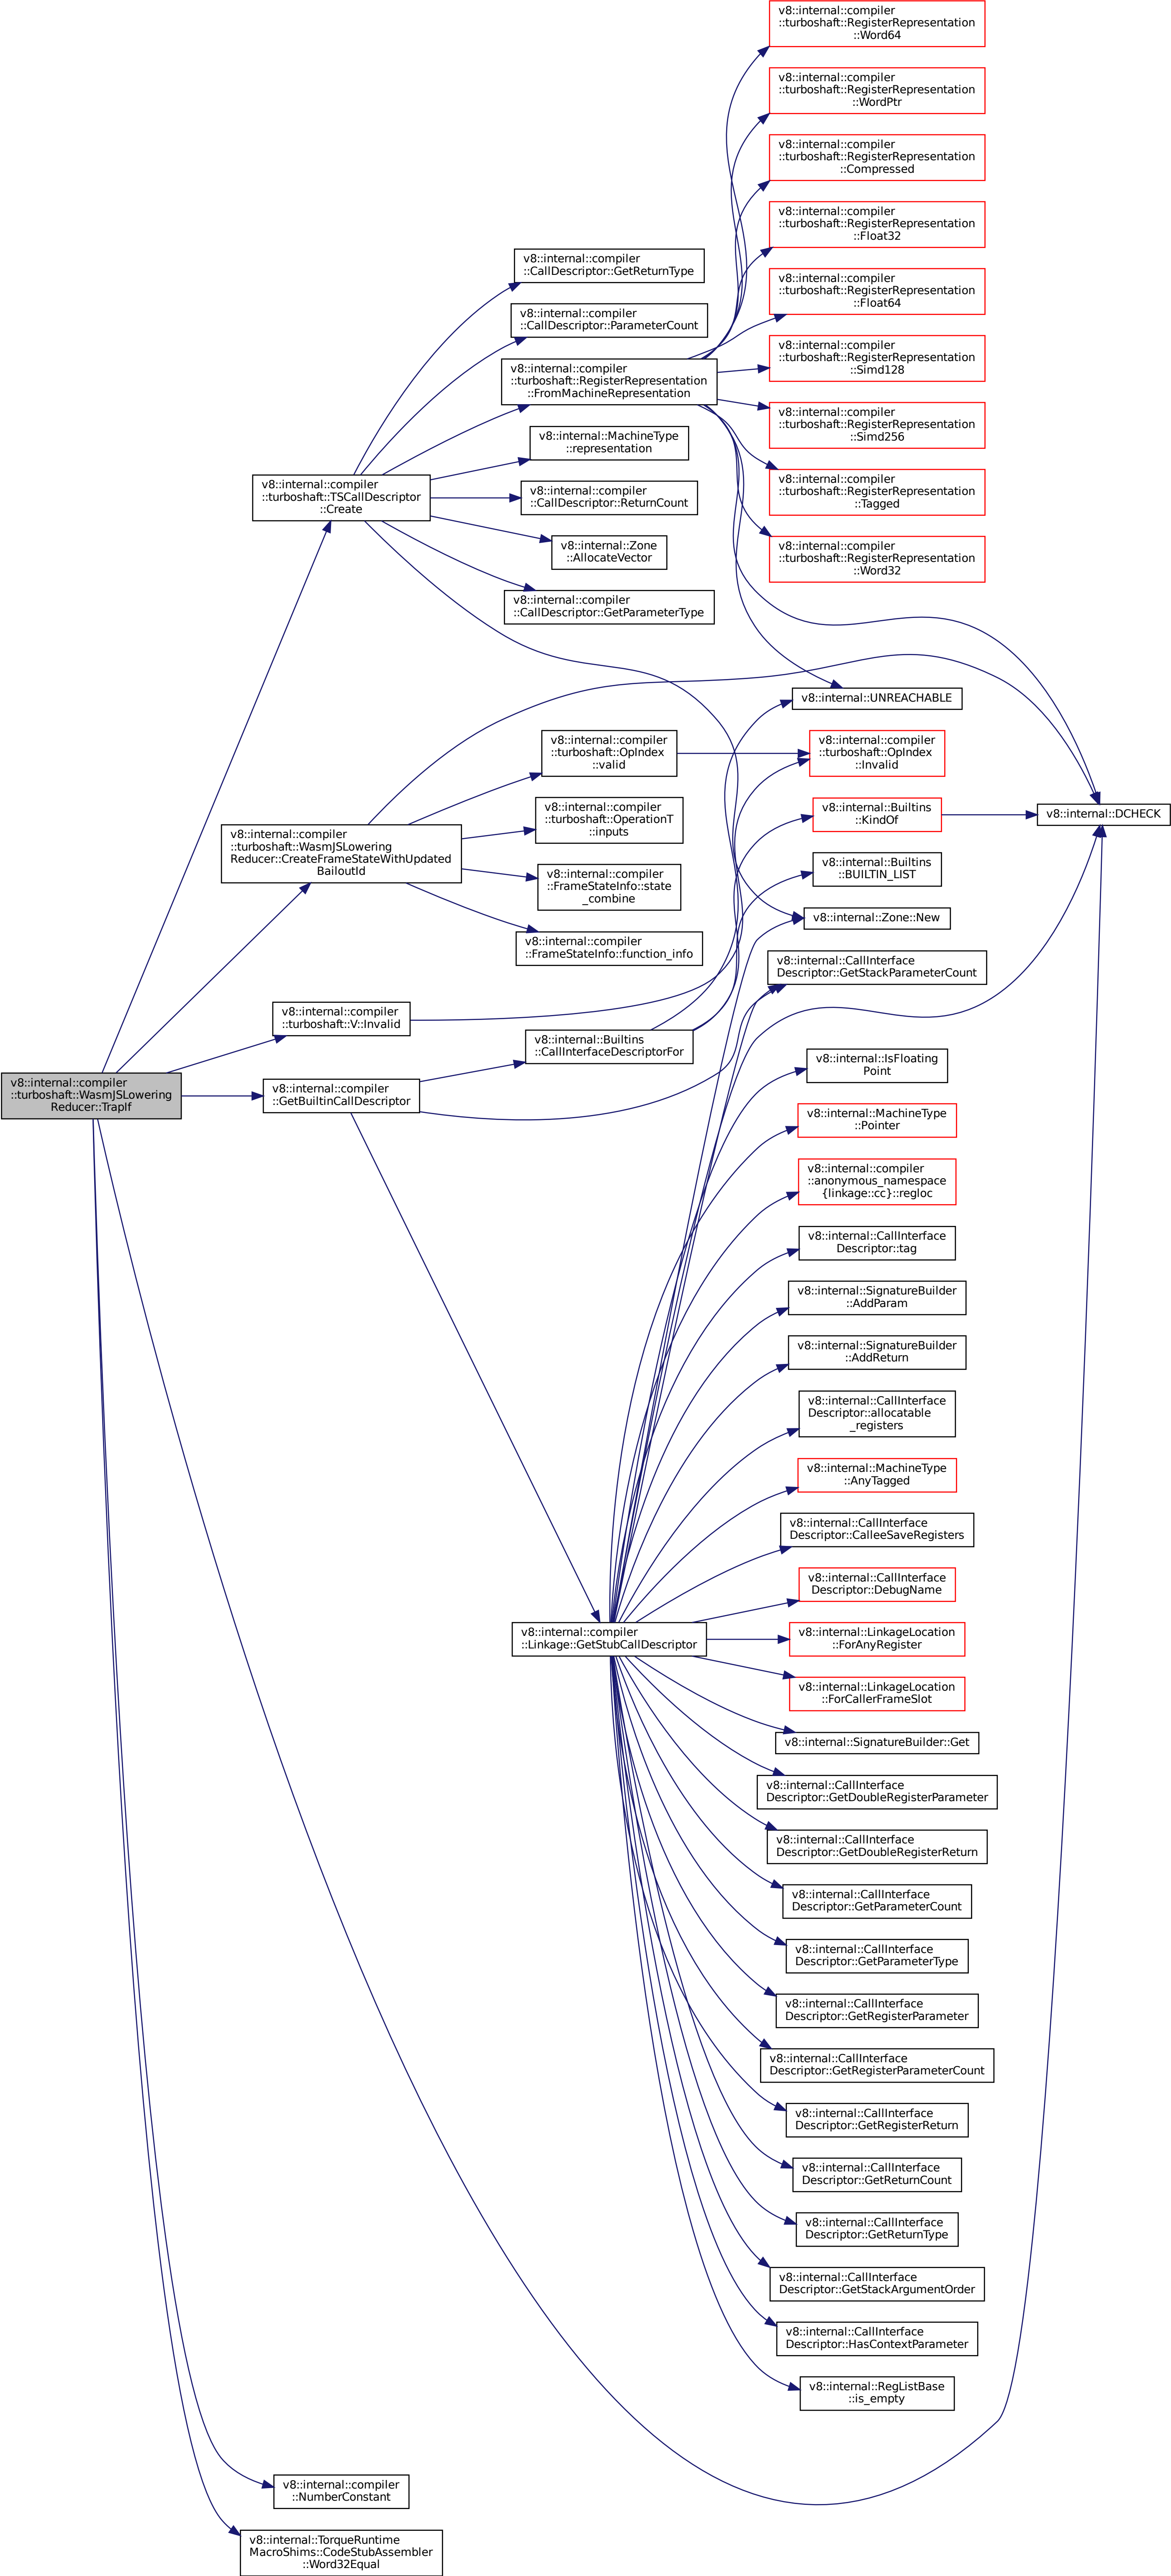 v8::internal::compiler
::turboshaft::RegisterRepresentation
::Word64
v8::internal::compiler
::turboshaft::RegisterRepresentation
::WordPtr
v8::internal::compiler
::turboshaft::RegisterRepresentation
::Compressed
v8::internal::compiler
::turboshaft::RegisterRepresentation
::Float32
v8::internal::compiler
::CallDescriptor::GetReturnType
v8::internal::compiler
::turboshaft::RegisterRepresentation
::Float64
v8::internal::compiler
::CallDescriptor::ParameterCount
v8::internal::compiler
::turboshaft::RegisterRepresentation
::Simd128
v8::internal::compiler
::turboshaft::RegisterRepresentation
::FromMachineRepresentation
v8::internal::compiler
::turboshaft::RegisterRepresentation
::Simd256
v8::internal::MachineType
::representation
v8::internal::compiler
::turboshaft::RegisterRepresentation
::Tagged
v8::internal::compiler
::turboshaft::TSCallDescriptor
::Create
v8::internal::compiler
::CallDescriptor::ReturnCount
v8::internal::compiler
::turboshaft::RegisterRepresentation
::Word32
v8::internal::Zone
::AllocateVector
v8::internal::compiler
::CallDescriptor::GetParameterType
v8::internal::UNREACHABLE
v8::internal::compiler
::turboshaft::OpIndex
::valid
v8::internal::compiler
::turboshaft::OpIndex
::Invalid
v8::internal::compiler
::turboshaft::OperationT
::inputs
v8::internal::Builtins
::KindOf
v8::internal::DCHECK
v8::internal::compiler
::turboshaft::WasmJSLowering
Reducer::CreateFrameStateWithUpdated
BailoutId
v8::internal::compiler
::FrameStateInfo::state
_combine
v8::internal::Builtins
::BUILTIN_LIST
v8::internal::Zone::New
v8::internal::compiler
::FrameStateInfo::function_info
v8::internal::CallInterface
Descriptor::GetStackParameterCount
v8::internal::compiler
::turboshaft::V::Invalid
v8::internal::Builtins
::CallInterfaceDescriptorFor
v8::internal::IsFloating
Point
v8::internal::compiler
::turboshaft::WasmJSLowering
Reducer::TrapIf
v8::internal::compiler
::GetBuiltinCallDescriptor
v8::internal::MachineType
::Pointer
v8::internal::compiler
::anonymous_namespace
{linkage::cc}::regloc
v8::internal::CallInterface
Descriptor::tag
v8::internal::SignatureBuilder
::AddParam
v8::internal::SignatureBuilder
::AddReturn
v8::internal::CallInterface
Descriptor::allocatable
_registers
v8::internal::MachineType
::AnyTagged
v8::internal::CallInterface
Descriptor::CalleeSaveRegisters
v8::internal::CallInterface
Descriptor::DebugName
v8::internal::compiler
::Linkage::GetStubCallDescriptor
v8::internal::LinkageLocation
::ForAnyRegister
v8::internal::LinkageLocation
::ForCallerFrameSlot
v8::internal::SignatureBuilder::Get
v8::internal::CallInterface
Descriptor::GetDoubleRegisterParameter
v8::internal::CallInterface
Descriptor::GetDoubleRegisterReturn
v8::internal::CallInterface
Descriptor::GetParameterCount
v8::internal::CallInterface
Descriptor::GetParameterType
v8::internal::CallInterface
Descriptor::GetRegisterParameter
v8::internal::CallInterface
Descriptor::GetRegisterParameterCount
v8::internal::CallInterface
Descriptor::GetRegisterReturn
v8::internal::CallInterface
Descriptor::GetReturnCount
v8::internal::CallInterface
Descriptor::GetReturnType
v8::internal::CallInterface
Descriptor::GetStackArgumentOrder
v8::internal::CallInterface
Descriptor::HasContextParameter
v8::internal::RegListBase
::is_empty
v8::internal::compiler
::NumberConstant
v8::internal::TorqueRuntime
MacroShims::CodeStubAssembler
::Word32Equal